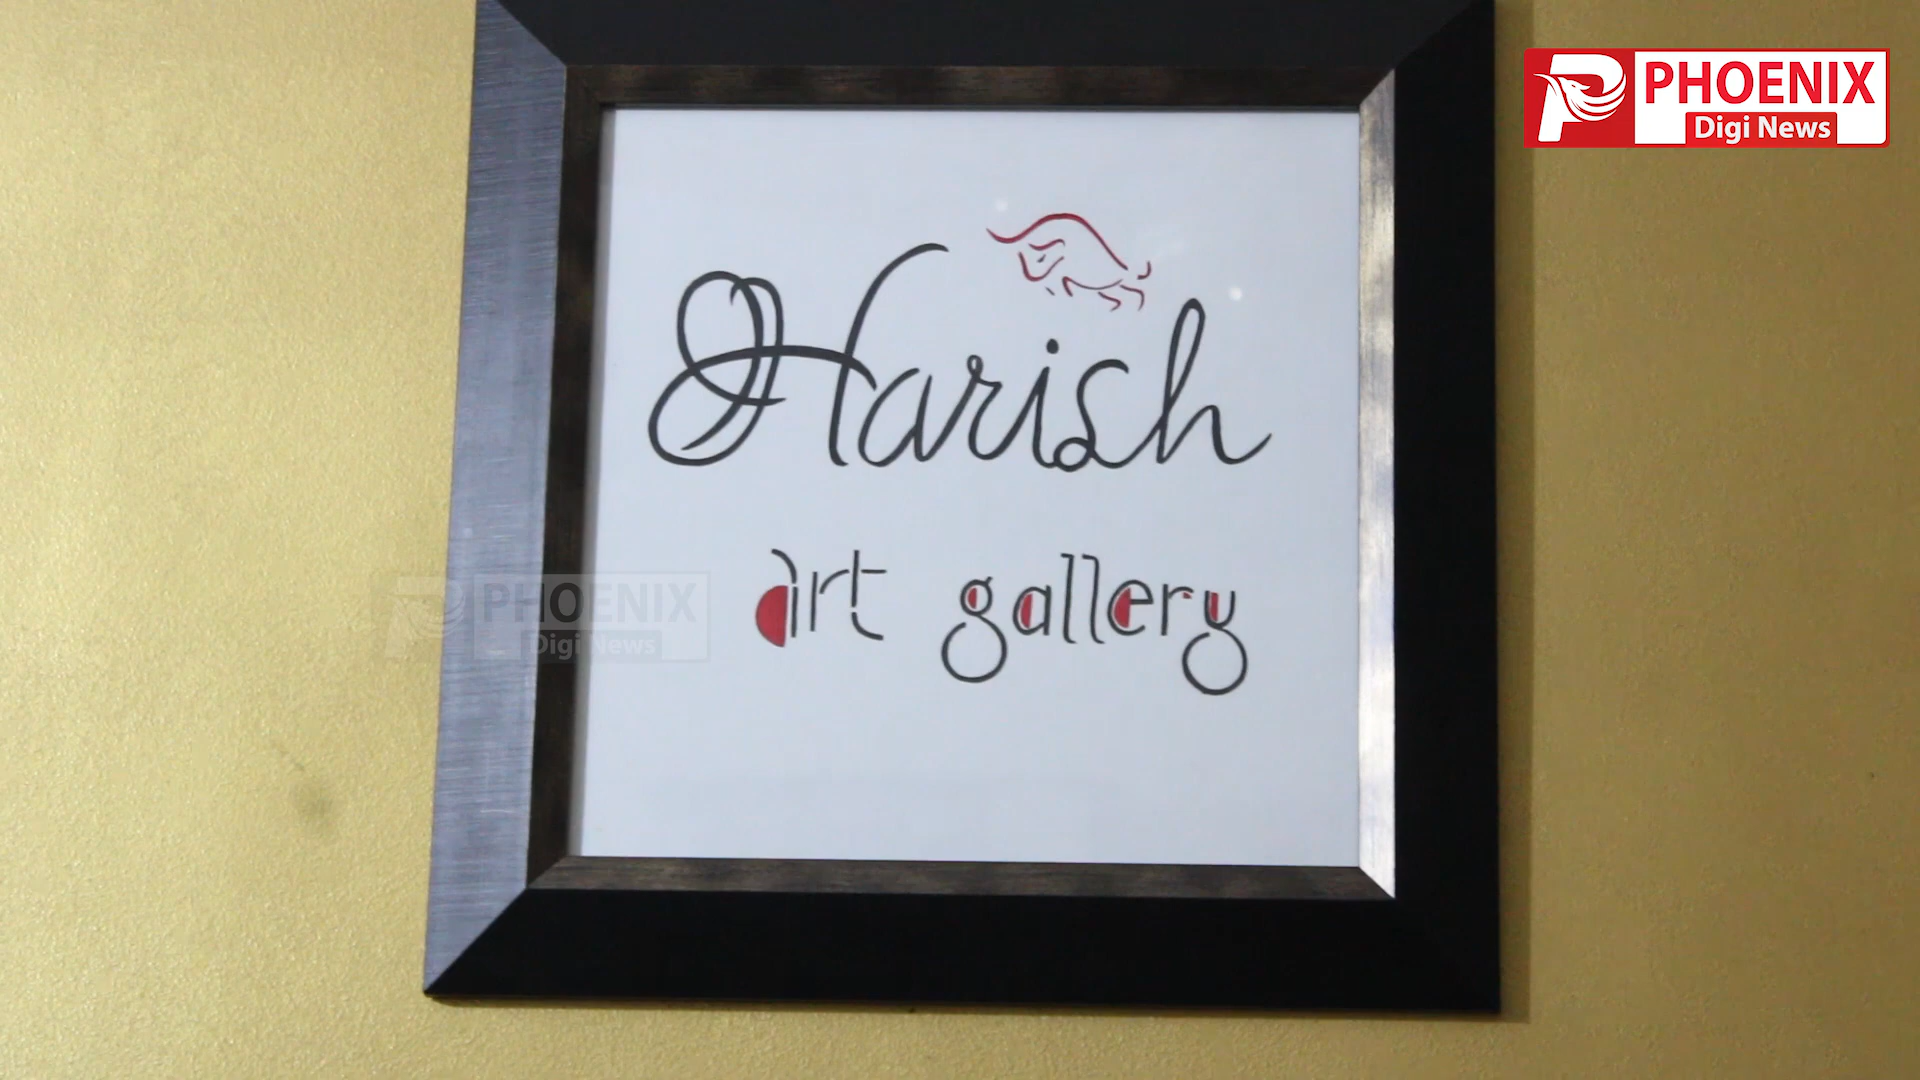 PHOENIX
Digi News
Harish
art gallery
PHOENIX
Digi News